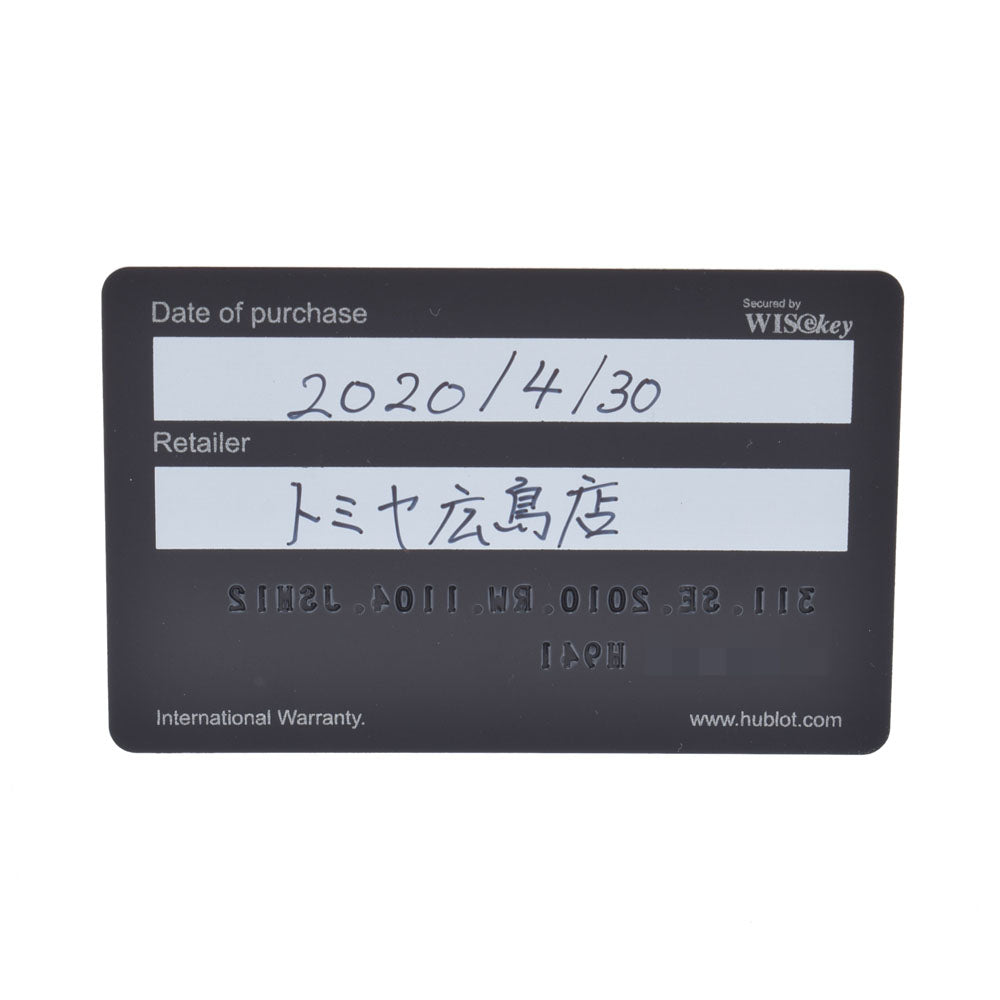 Date of purchase
Secured by
WISekey
2020/4/30
Retailer
トミヤ広島店
311.SE.2010.RW.1104.JSM12
H941
International Warranty.
www.hublot.com